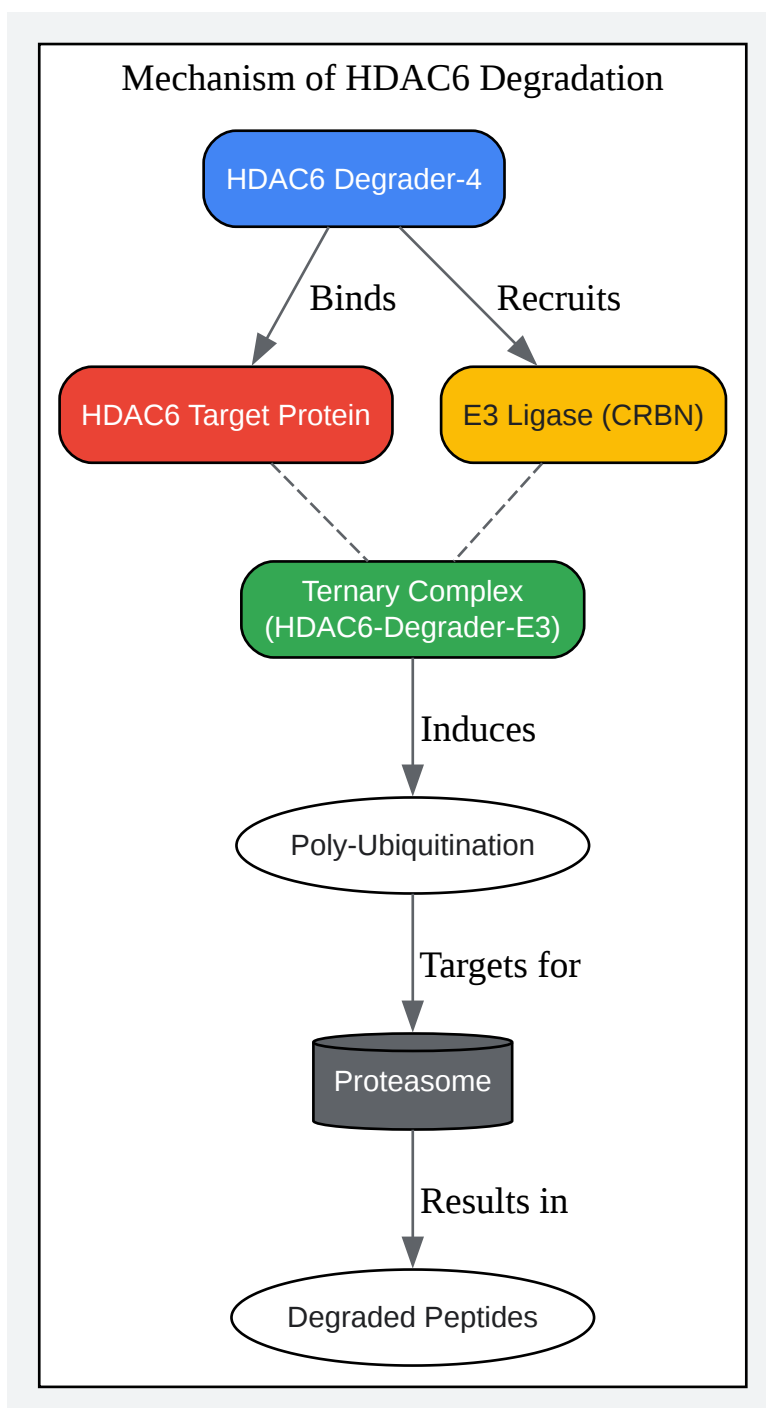 Mechanism of HDAC6 Degradation
HDAC6 Degrader-4
Binds
Recruits
HDAC6 Target Protein
E3 Ligase (CRBN)
Ternary Complex
(HDAC6-Degrader-E3)
Induces
Poly-Ubiquitination
Targets for
Proteasome
Results in
Degraded Peptides